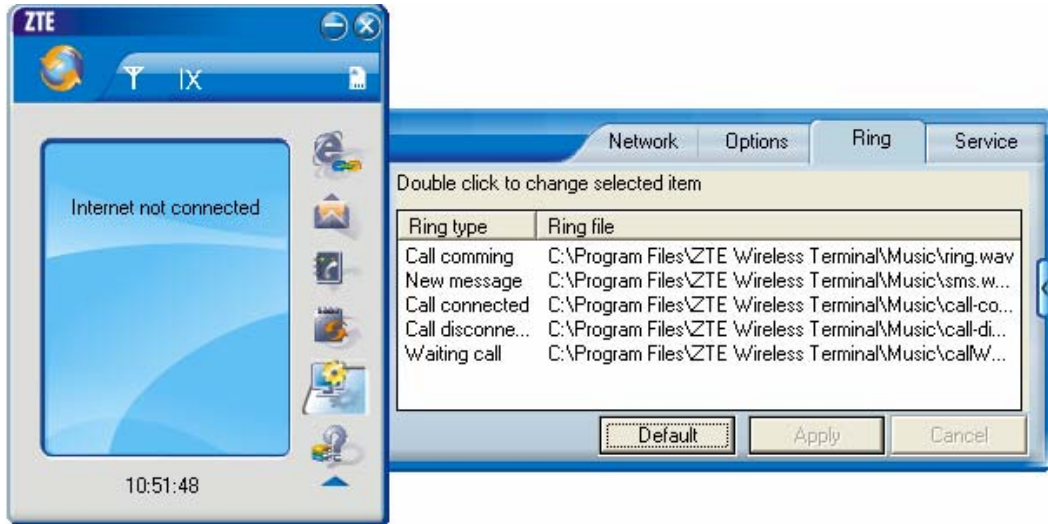 ZTE
IX
Internet not connected
10:51:48
Network Options Ring Service
Double click to change selected item
Ring type Ring file
Call comming C:\Program Files\ZTE Wireless Terminal\Music\ring.wav
New message C:\Program Files\ZTE Wireless Terminal\Music\sms.w...
Call connected C:\Program Files\ZTE Wireless Terminal\Music\call-co...
Call disconne... C:\Program Files\ZTE Wireless Terminal\Music\call-di...
Waiting call C:\Program Files\ZTE Wireless Terminal\Music\callW...
Default Apply Cancel